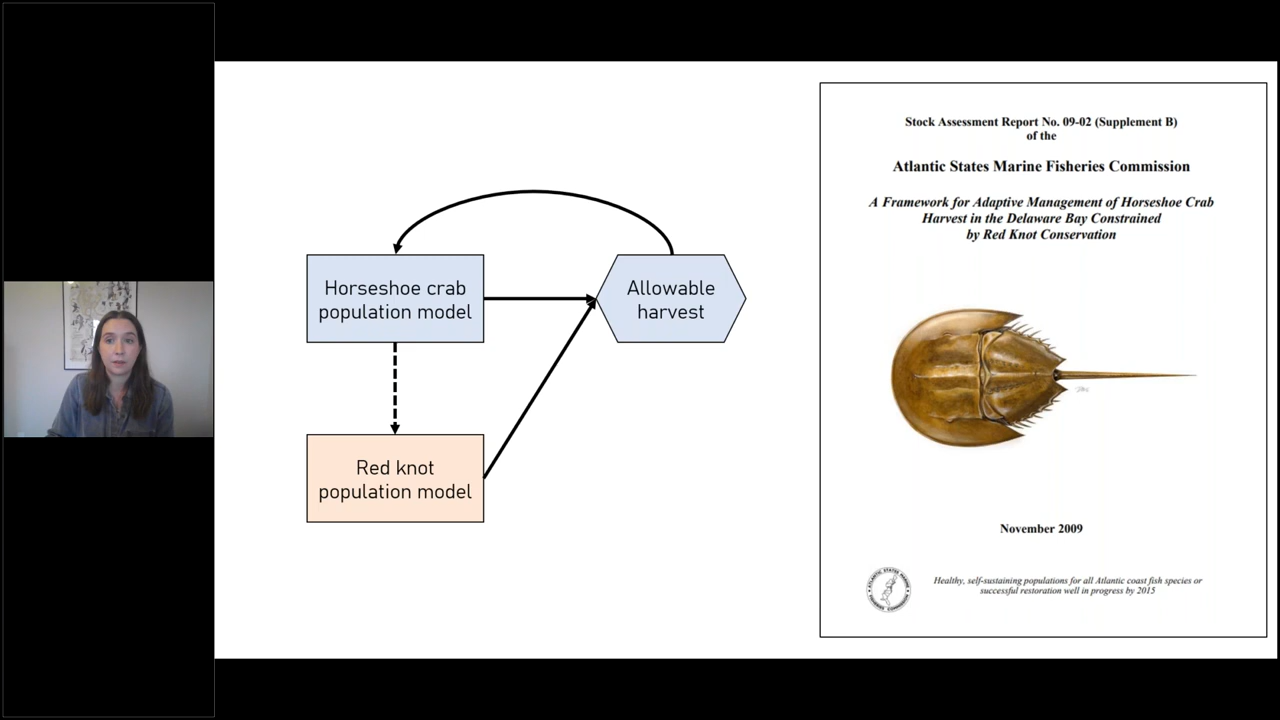 Horseshoe crab
population model
Allowable
harvest
Red knot
population model
Stock Assessment Report No. 09-02 (Supplement B)
of the
Atlantic States Marine Fisheries Commission
A Framework for Adaptive Management of Horseshoe Crab
Harvest in the Delaware Bay Constrained
by Red Knot Conservation
November 2009
Healthy, self-sustaining populations for all Atlantic coast fish species or
successful restoration well in progress by 2015